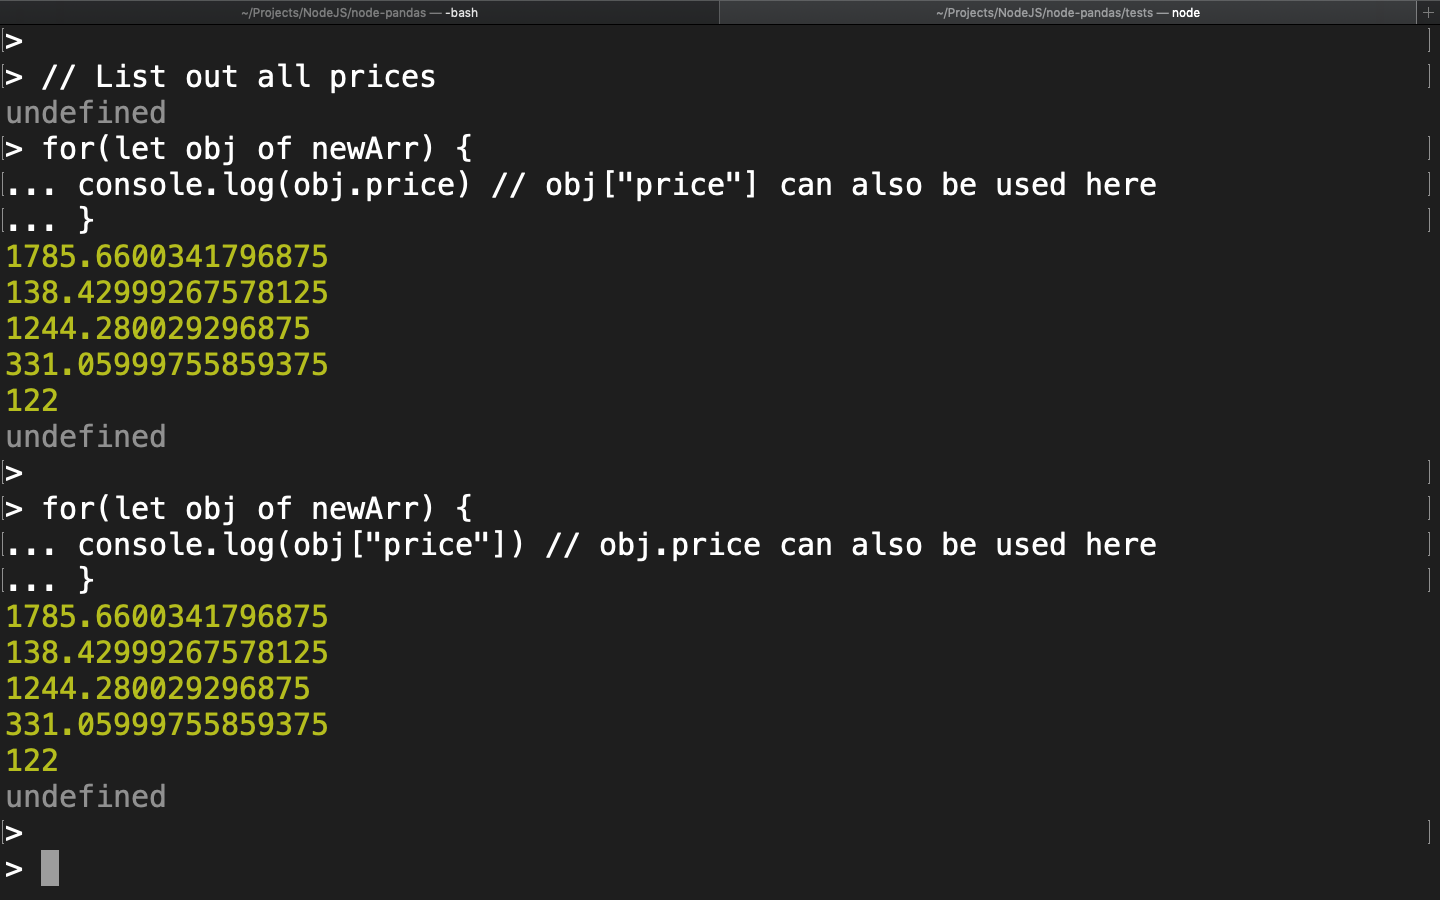 ~/Projects/NodeJS/node-pandas — -bash
~/Projects/NodeJS/node-pandas/tests — node
+
>
> // List out all prices
undefined
> for(let obj of newArr) {
... console.log(obj.price) // obj["price"] can also be used here
... }
1785.6600341796875
138.42999267578125
1244.280029296875
331.05999755859375
122
undefined
>
> for(let obj of newArr) {
... console.log(obj["price"]) // obj.price can also be used here
... }
1785.6600341796875
138.42999267578125
1244.280029296875
331.05999755859375
122
undefined
>
>